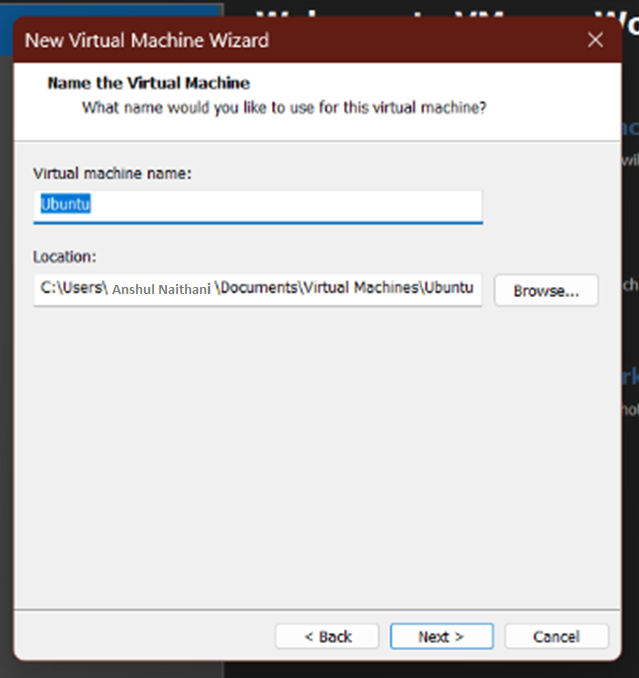 New Virtual Machine Wizard
Name the Virtual Machine
What name would you like to use for this virtual machine?
Virtual machine name:
Ubuntu
Location:
C:\Users\ Anshul Naithani \Documents\Virtual Machines\Ubuntu
Browse...
< Back
Next >
Cancel